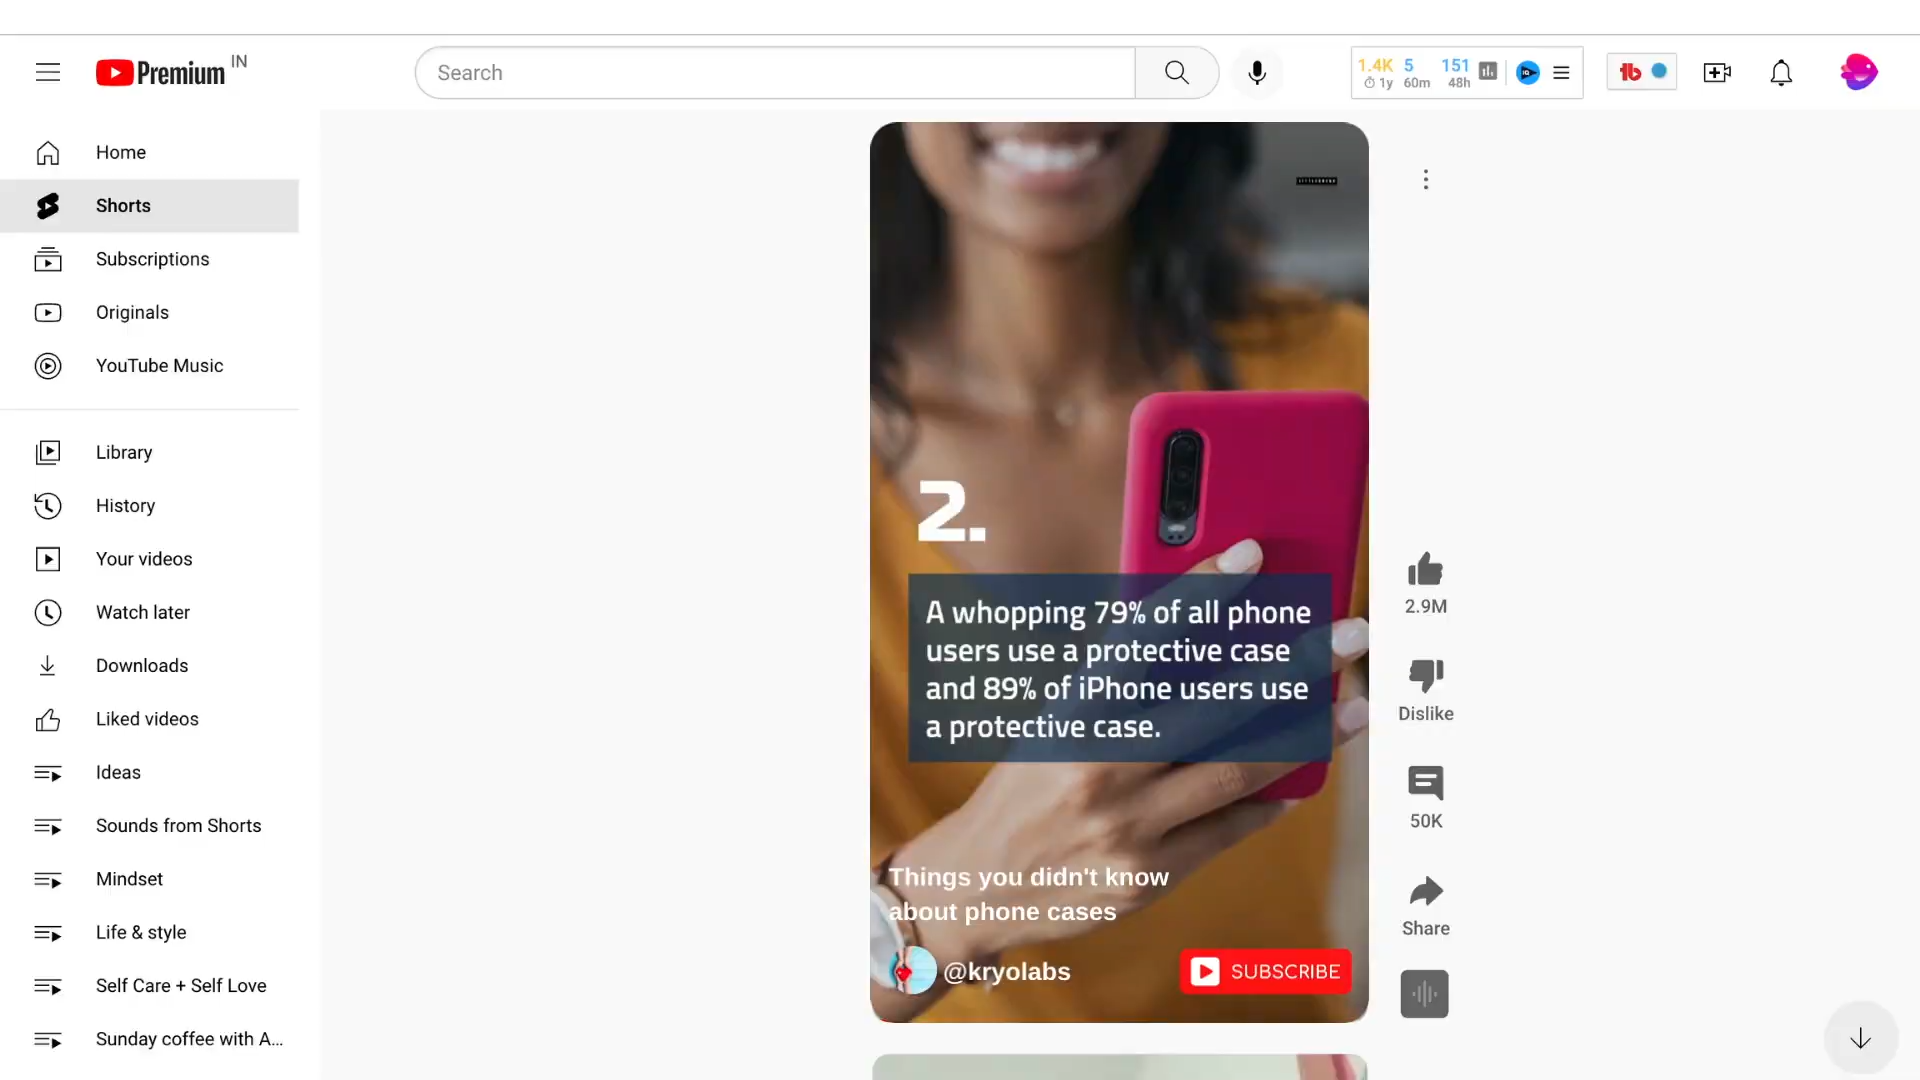 Premium IN
Search
1.4K 5 151
1y 60m 48h
Home
Shorts
Subscriptions
Originals
YouTube Music
Library
History
Your videos
Watch later
Downloads
Liked videos
Ideas
Sounds from Shorts
Mindset
Life & style
Self Care + Self Love
Sunday coffee with A...
2.
A whopping 79% of all phone
users use a protective case
and 89% of iPhone users use
a protective case.
Things you didn't know
about phone cases
@kryolabs
SUBSCRIBE
2.9M
Dislike
50K
Share